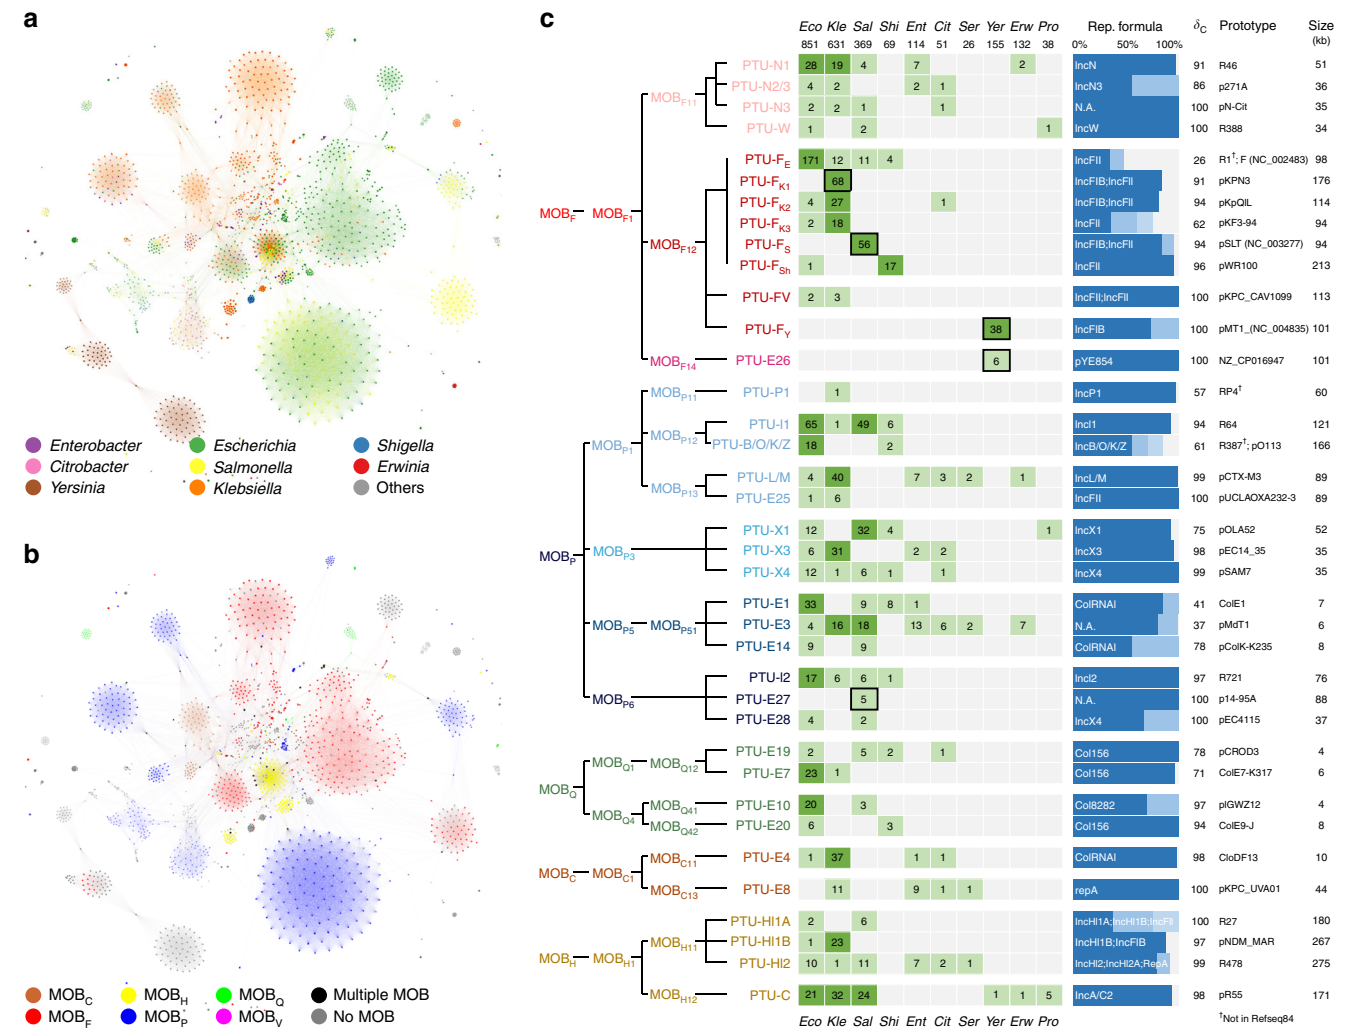 a
Enterobacter
Escherichia
Shigella
Citrobacter
Salmonella
Erwinia
Yersinia
Klebsiella
Others
b
MOBC
MOBH
MOBQ
Multiple MOB
MOBF
MOBP
MOBV
No MOB
c
Eco Kle Sal Shi Ent Cit Ser Yer Erw Pro Rep. formula δC Prototype Size
851 631 369 69 114 51 26 155 132 38 0% 50% 100% (kb)
MOBF
MOBF1
MOBF11
PTU-N1 28 19 4 7 2 IncN 91 R46 51
PTU-N2/3 4 2 2 1 IncN3 86 p271A 36
PTU-N3 2 2 1 1 N.A. 100 pN-Cit 35
PTU-W 1 2 1 IncW 100 R388 34
MOBF12
PTU-FE 171 12 11 4 IncFII 26 R1†; F (NC_002483) 98
PTU-FK1 68 IncFIB;IncFII 91 pKPN3 176
PTU-FK2 4 27 1 IncFIB;IncFII 94 pKpQIL 114
PTU-FK3 2 18 IncFII 62 pKF3-94 94
PTU-FS 56 IncFIB;IncFII 94 pSLT (NC_003277) 94
PTU-FSh 1 17 IncFII 96 pWR100 213
PTU-FV 2 3 IncFII;IncFII 100 pKPC_CAV1099 113
PTU-FY 38 IncFIB 100 pMT1_(NC_004835) 101
MOBF14 PTU-E26 6 pYE854 100 NZ_CP016947 101
MOBP
MOBP1
MOBP11 PTU-P1 1 IncP1 57 RP4† 60
MOBP12
PTU-I1 65 1 49 6 IncI1 94 R64 121
PTU-B/O/K/Z 18 2 IncB/O/K/Z 61 R387†; pO113 166
MOBP13
PTU-L/M 4 40 7 3 2 1 IncL/M 99 pCTX-M3 89
PTU-E25 1 6 IncFII 100 pUCLAOXA232-3 89
MOBP3
PTU-X1 12 32 4 1 IncX1 75 pOLA52 52
PTU-X3 6 31 2 2 IncX3 98 pEC14_35 35
PTU-X4 12 1 6 1 1 IncX4 99 pSAM7 35
MOBP5 MOBP51
PTU-E1 33 9 8 1 ColRNAI 41 ColE1 7
PTU-E3 4 16 18 13 6 2 7 N.A. 37 pMdT1 6
PTU-E14 9 9 ColRNAI 78 pColK-K235 8
MOBP6
PTU-I2 17 6 6 1 IncI2 97 R721 76
PTU-E27 5 N.A. 100 p14-95A 88
PTU-E28 4 2 IncX4 100 pEC4115 37
MOBQ
MOBQ1 MOBQ12
PTU-E19 2 5 2 1 Col156 78 pCROD3 4
PTU-E7 23 1 Col156 71 ColE7-K317 6
MOBQ4
MOBQ41 PTU-E10 20 3 Col8282 97 pIGWZ12 4
MOBQ42 PTU-E20 6 3 Col156 94 ColE9-J 8
MOBC MOBC1
MOBC11 PTU-E4 1 37 1 1 ColRNAI 98 CloDF13 10
MOBC13 PTU-E8 11 9 1 1 repA 100 pKPC_UVA01 44
MOBH MOBH1
MOBH11
PTU-HI1A 2 6 IncHI1A;IncHI1B;IncFII 100 R27 180
PTU-HI1B 1 23 IncHI1B;IncFIB 97 pNDM_MAR 267
PTU-HI2 10 1 11 7 2 1 IncHI2;IncHI2A;RepA 99 R478 275
MOBH12 PTU-C 21 32 24 1 1 5 IncA/C2 98 pR55 171
Eco Kle Sal Shi Ent Cit Ser Yer Erw Pro
†Not in Refseq84